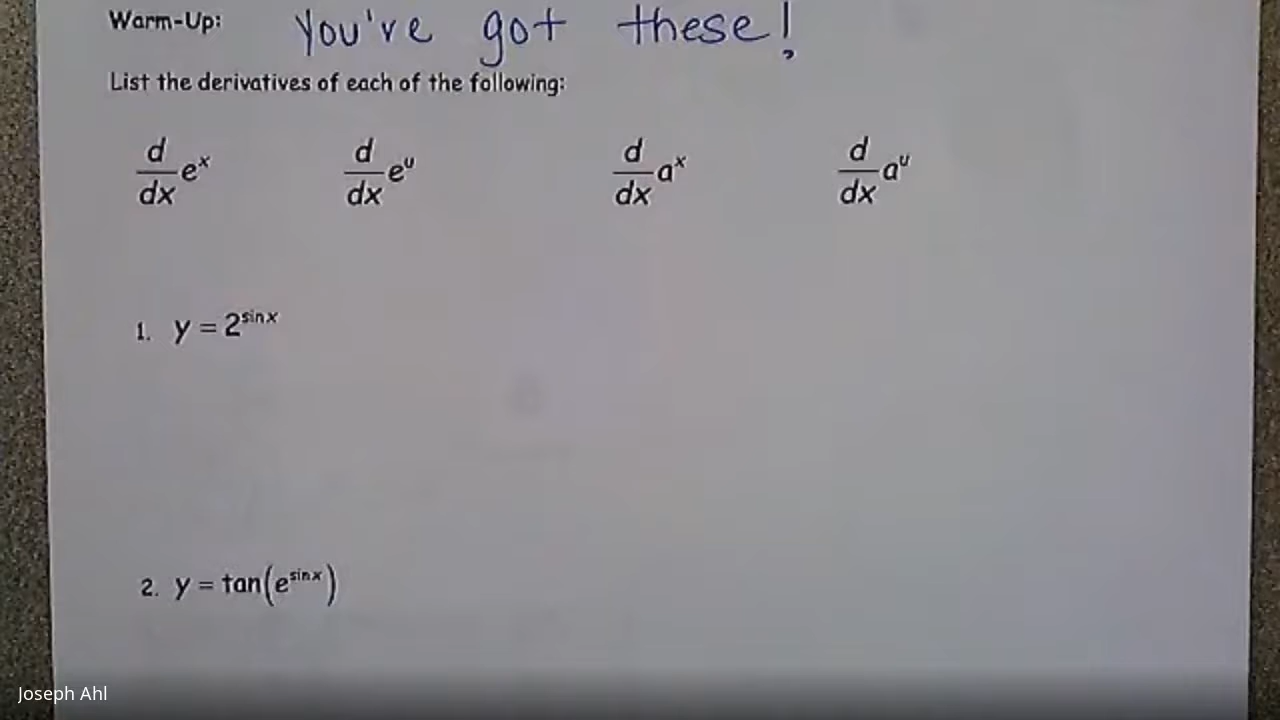 Warm-Up: You've got these!
List the derivatives of each of the following:
d/dx e^x d/dx e^u d/dx a^x d/dx a^u
1. y = 2^sin x
2. y = tan(e^sin x)
Joseph Ahl